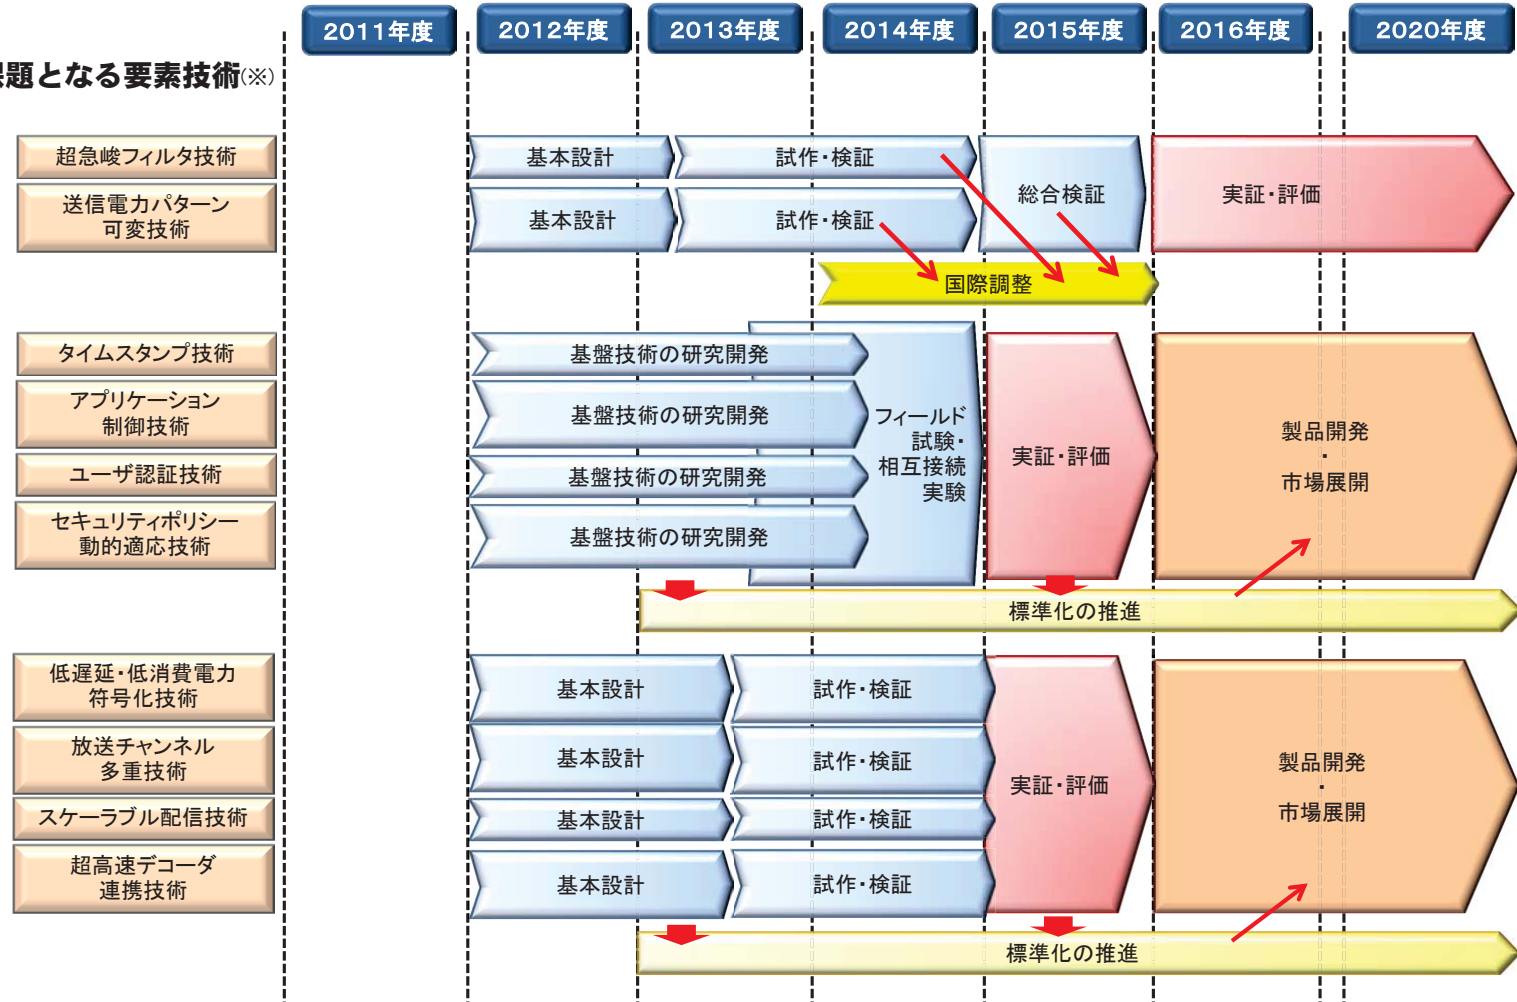 2011年度
2012年度
2013年度
2014年度
2015年度
2016年度
2020年度
題となる要素技術(※)
超急峻フィルタ技術
基本設計
試作・検証
送信電力パターン
可変技術
基本設計
試作・検証
総合検証
実証・評価
国際調整
タイムスタンプ技術
基盤技術の研究開発
アプリケーション
制御技術
基盤技術の研究開発
ユーザ認証技術
基盤技術の研究開発
セキュリティポリシー
動的適応技術
基盤技術の研究開発
フィールド
試験・
相互接続
実験
実証・評価
製品開発
・
市場展開
標準化の推進
低遅延・低消費電力
符号化技術
基本設計
試作・検証
放送チャンネル
多重技術
基本設計
試作・検証
スケーラブル配信技術
基本設計
試作・検証
超高速デコーダ
連携技術
基本設計
試作・検証
実証・評価
製品開発
・
市場展開
標準化の推進